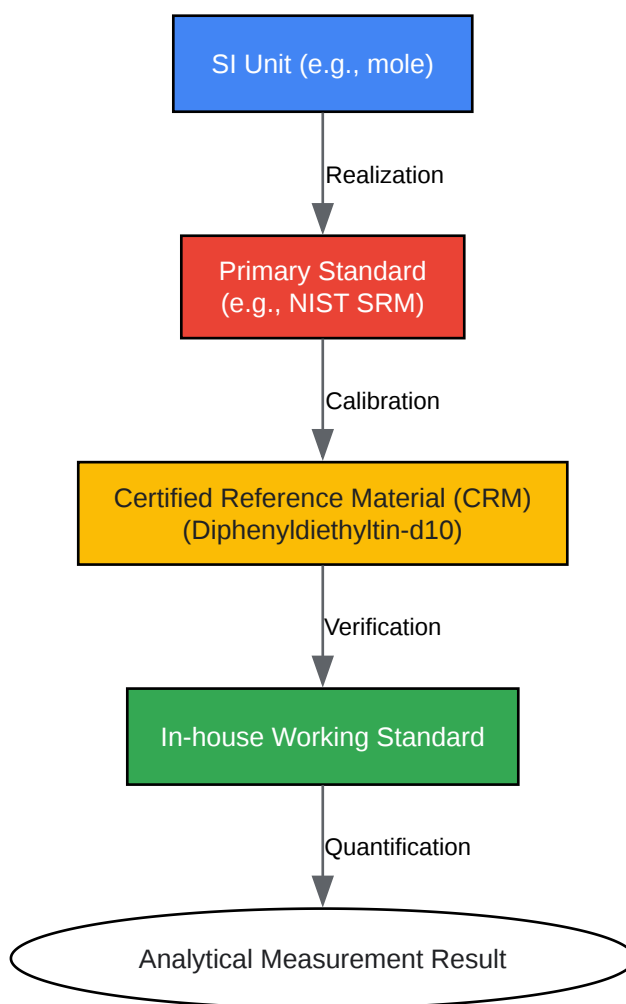 SI Unit (e.g., mole)
Realization
Primary Standard
(e.g., NIST SRM)
Calibration
Certified Reference Material (CRM)
(Diphenyldiethyltin-d10)
Verification
In-house Working Standard
Quantification
Analytical Measurement Result